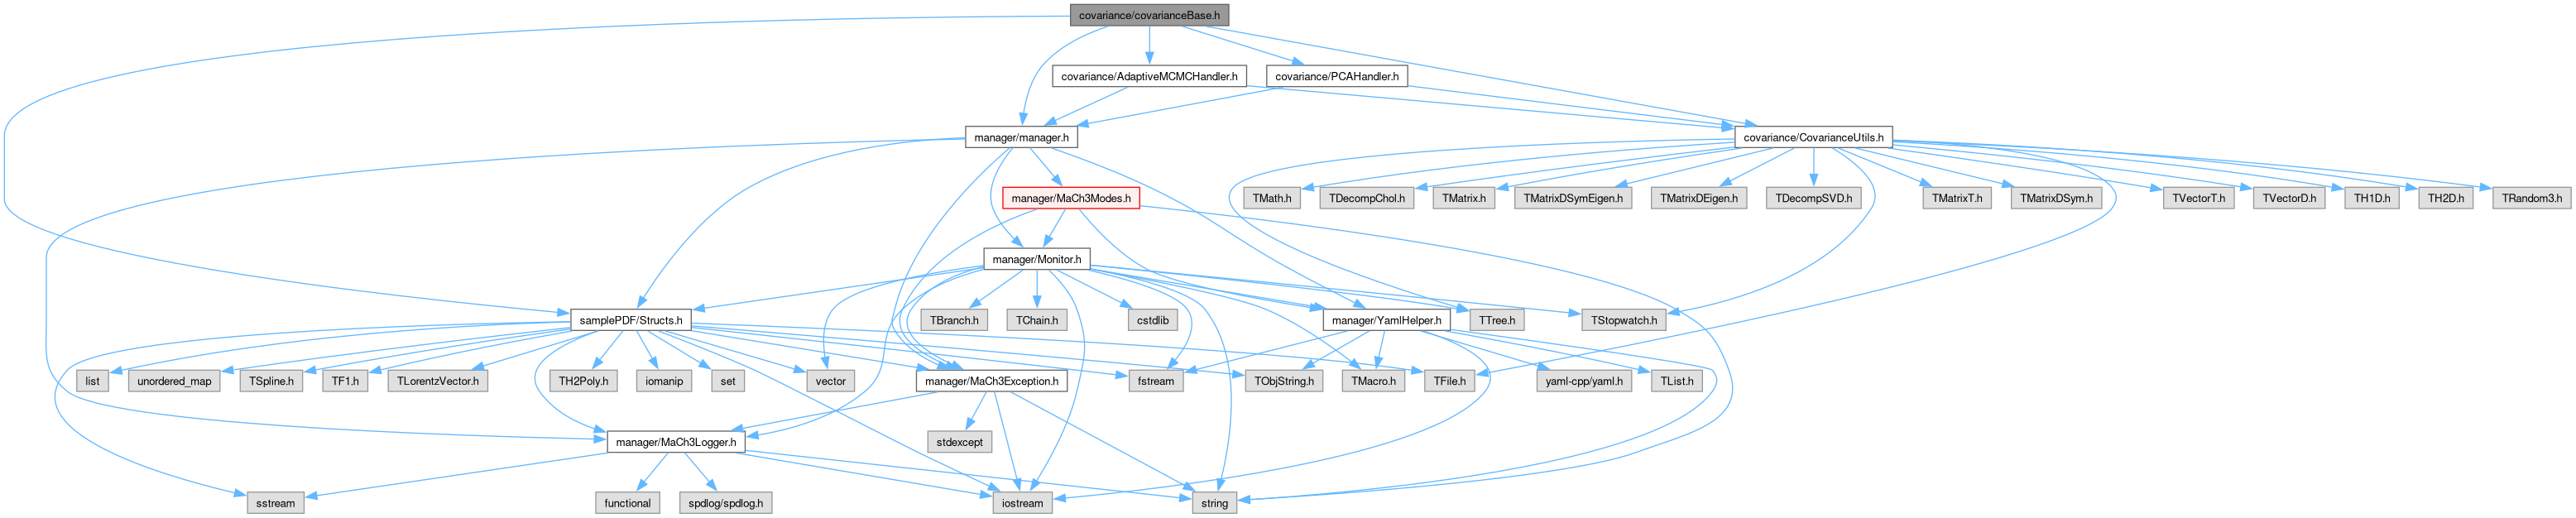 covariance/covarianceBase.h
covariance/AdaptiveMCMCHandler.h
covariance/PCAHandler.h
manager/manager.h
covariance/CovarianceUtils.h
manager/MaCh3Modes.h
TMath.h
TDecompChol.h
TMatrix.h
TMatrixDSymEigen.h
TMatrixDEigen.h
TDecompSVD.h
TMatrixT.h
TMatrixDSym.h
TVectorT.h
TVectorD.h
TH1D.h
TH2D.h
TRandom3.h
manager/Monitor.h
samplePDF/Structs.h
TBranch.h
TChain.h
cstdlib
manager/YamlHelper.h
TTree.h
TStopwatch.h
list
unordered_map
TSpline.h
TF1.h
TLorentzVector.h
TH2Poly.h
iomanip
set
vector
manager/MaCh3Exception.h
fstream
TObjString.h
TMacro.h
TFile.h
yaml-cpp/yaml.h
TList.h
manager/MaCh3Logger.h
stdexcept
sstream
functional
spdlog/spdlog.h
iostream
string